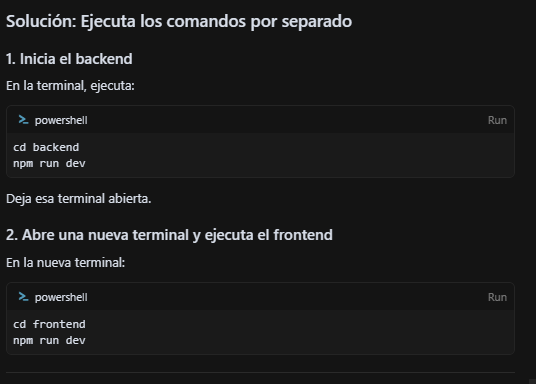 Solución: Ejecuta los comandos por separado
1. Inicia el backend
En la terminal, ejecuta:
powershell
Run
cd backend
npm run dev
Deja esa terminal abierta.
2. Abre una nueva terminal y ejecuta el frontend
En la nueva terminal:
powershell
Run
cd frontend
npm run dev